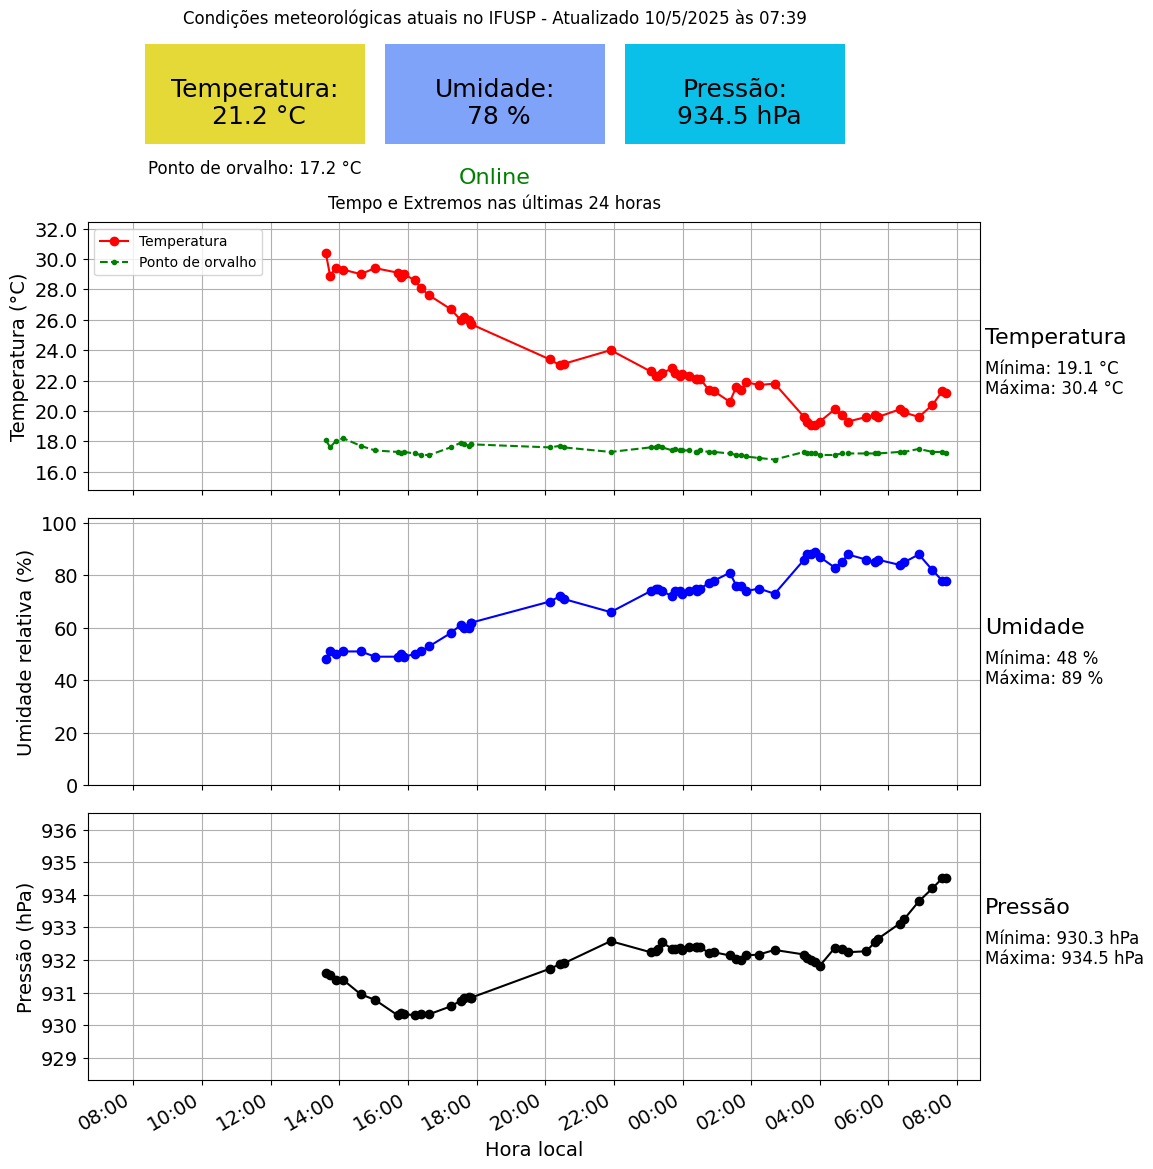 Condições meteorológicas atuais no IFUSP - Atualizado 10/5/2025 às 07:39
Temperatura:
21.2 °C
Umidade:
78 %
Pressão:
934.5 hPa
Ponto de orvalho: 17.2 °C
Online
Tempo e Extremos nas últimas 24 horas
Temperatura (°C)
32.0
30.0
28.0
26.0
24.0
22.0
20.0
18.0
16.0
Temperatura
Ponto de orvalho
Temperatura
Mínima: 19.1 °C
Máxima: 30.4 °C
Umidade relativa (%)
100
80
60
40
20
0
Umidade
Mínima: 48 %
Máxima: 89 %
Pressão (hPa)
936
935
934
933
932
931
930
929
Pressão
Mínima: 930.3 hPa
Máxima: 934.5 hPa
08:00 10:00 12:00 14:00 16:00 18:00 20:00 22:00 00:00 02:00 04:00 06:00 08:00
Hora local